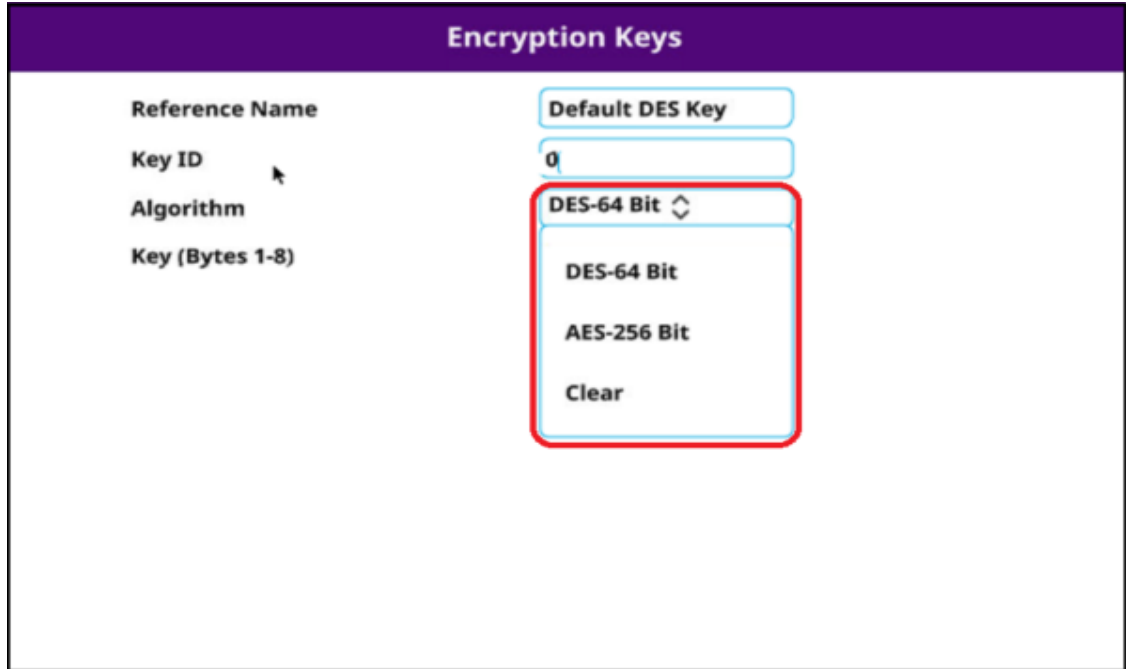 Encryption Keys
Reference Name Default DES Key
Key ID 0
Algorithm DES-64 Bit
Key (Bytes 1-8)
DES-64 Bit
AES-256 Bit
Clear